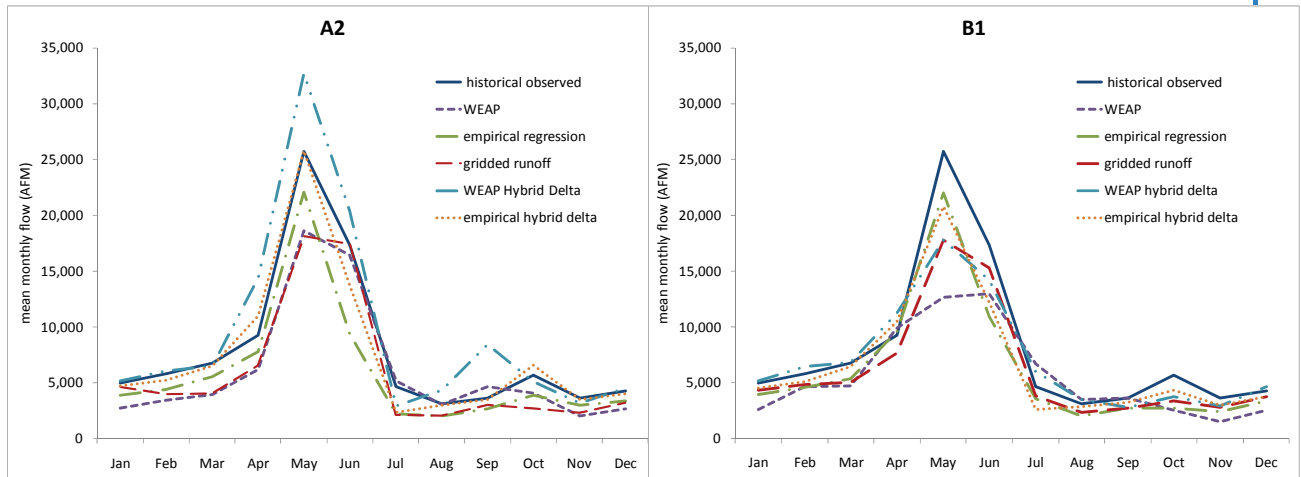 A2
35,000
30,000
25,000
20,000
15,000
10,000
5,000
0
mean monthly flow (AFM)
historical observed
WEAP
empirical regression
gridded runoff
WEAP Hybrid Delta
empirical hybrid delta
Jan Feb Mar Apr May Jun Jul Aug Sep Oct Nov Dec
B1
35,000
30,000
25,000
20,000
15,000
10,000
5,000
0
mean monthly flow (AFM)
historical observed
WEAP
empirical regression
gridded runoff
WEAP hybrid delta
empirical hybrid delta
Jan Feb Mar Apr May Jun Jul Aug Sep Oct Nov Dec